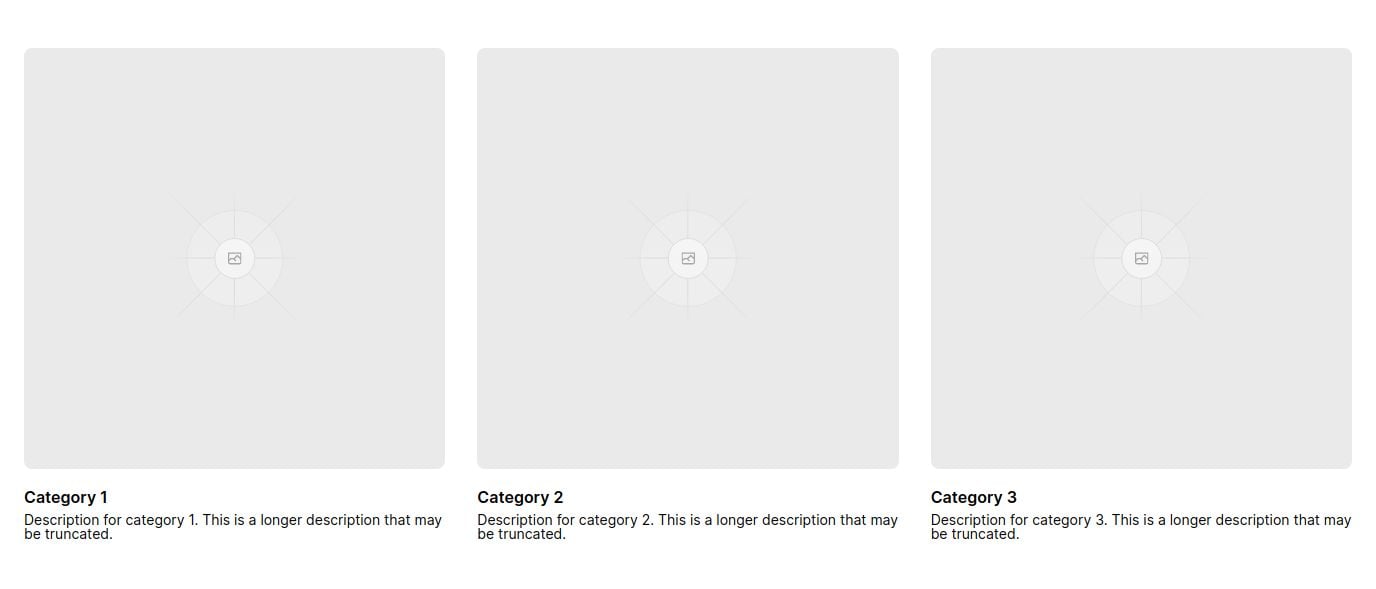 Category 1
Description for category 1. This is a longer description that may
be truncated.
Category 2
Description for category 2. This is a longer description that may
be truncated.
Category 3
Description for category 3. This is a longer description that may
be truncated.